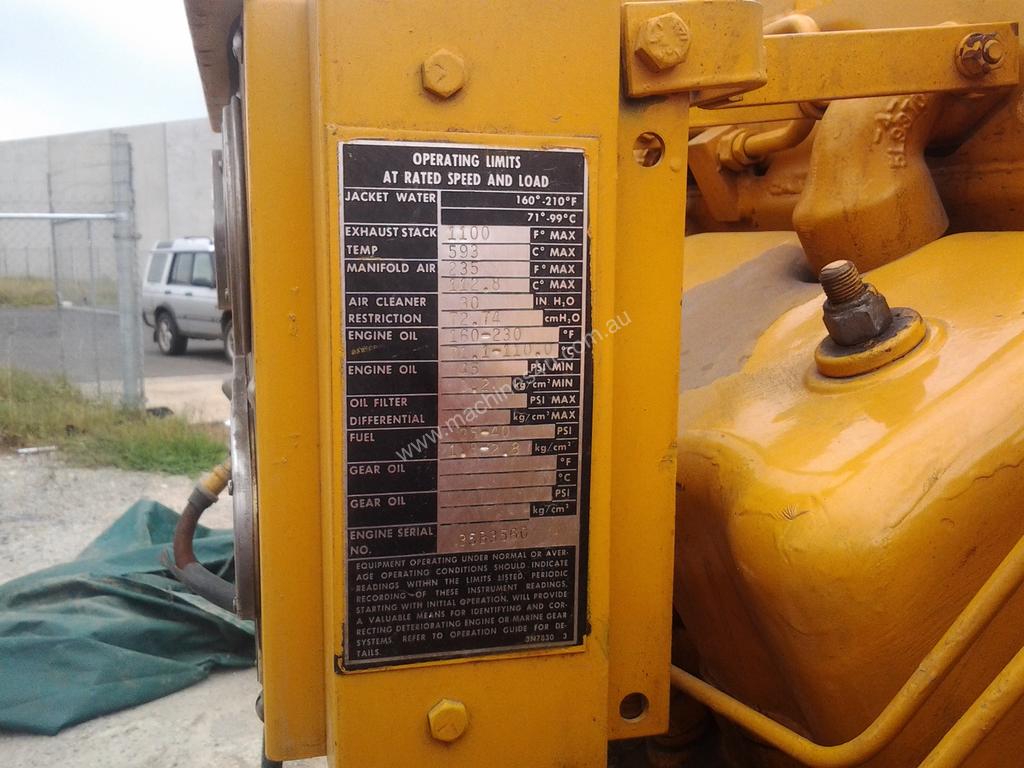 OPERATING LIMITS
AT RATED SPEED AND LOAD
JACKET WATER 160°-210°F
71°-99°C
EXHAUST STACK 1100 F° MAX
TEMP 593 C° MAX
MANIFOLD AIR 235 F° MAX
112.8 C° MAX
AIR CLEANER 30 IN. H₂O
RESTRICTION 72.74 cmH₂O
ENGINE OIL 160-230 °F
°C
ENGINE OIL PSI MIN
kg/cm² MIN
OIL FILTER PSI MAX
DIFFERENTIAL kg/cm² MAX
FUEL PSI
kg/cm²
GEAR OIL °F
°C
GEAR OIL PSI
kg/cm²
ENGINE SERIAL
NO.
EQUIPMENT OPERATING UNDER NORMAL OR AVER-
AGE OPERATING CONDITIONS SHOULD INDICATE
READINGS WITHIN THE LIMITS LISTED. PERIODIC
RECORDING OF THESE INSTRUMENT READINGS,
STARTING WITH INITIAL OPERATION, WILL PROVIDE
A VALUABLE MEANS FOR IDENTIFYING AND COR-
RECTING DETERIORATING ENGINE OR MARINE GEAR
SYSTEMS. REFER TO OPERATION GUIDE FOR DE-
TAILS. 3N7830 3
www.machines4u.com.au